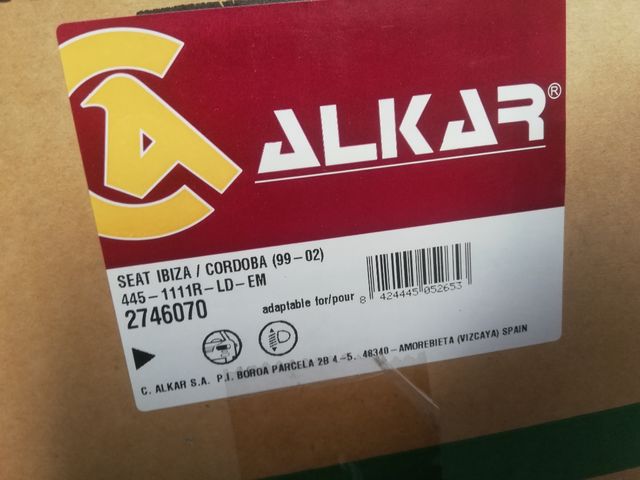 ALKAR®
SEAT IBIZA / CORDOBA (99-02)
445-1111R-LD-EM
2746070
adaptable for/pour
8 424445 052653
C. ALKAR S.A. P.I. BOROA PARCELA 2B 4-5. 48340-AMOREBIETA (VIZCAYA) SPAIN